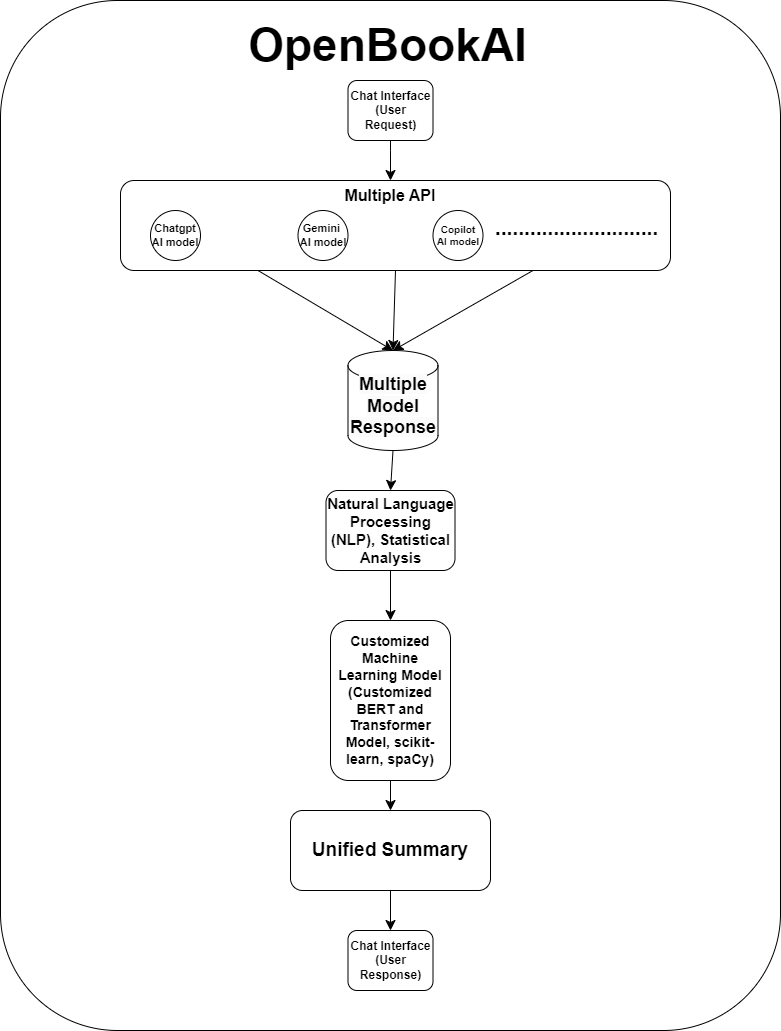 OpenBookAI
Chat Interface
(User
Request)
Multiple API
Chatgpt
AI model
Gemini
AI model
Copilot
AI model
Multiple
Model
Response
Natural Language
Processing
(NLP), Statistical
Analysis
Customized
Machine
Learning Model
(Customized
BERT and
Transformer
Model, scikit-
learn, spaCy)
Unified Summary
Chat Interface
(User
Response)